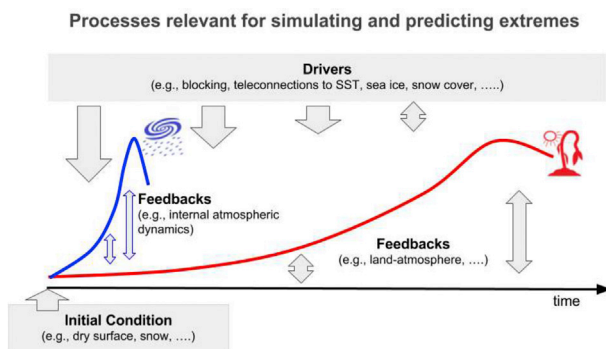 Processes relevant for simulating and predicting extremes
Drivers
(e.g., blocking, teleconnections to SST, sea ice, snow cover, .....)
Feedbacks
(e.g., internal atmospheric
dynamics)
Feedbacks
(e.g., land-atmosphere, ....)
time
Initial Condition
(e.g., dry surface, snow, ....)